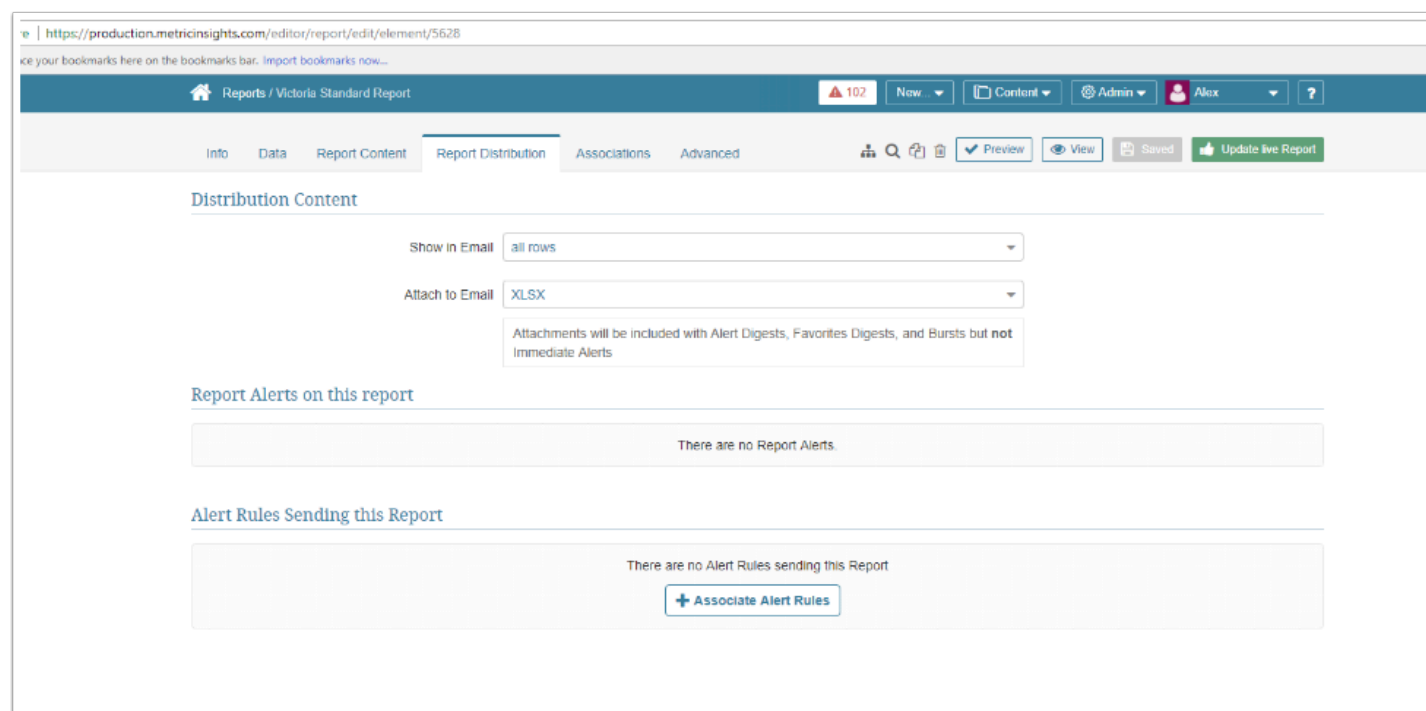 https://production.metricinsights.com/editor/report/edit/element/5628
your bookmarks here on the bookmarks bar. Import bookmarks now...
Reports / Victoria Standard Report 102 New... Content Admin Alex ?
Info Data Report Content Report Distribution Associations Advanced Preview View Saved Update live Report
Distribution Content
Show in Email all rows
Attach to Email XLSX
Attachments will be included with Alert Digests, Favorites Digests, and Bursts but not
Immediate Alerts
Report Alerts on this report
There are no Report Alerts.
Alert Rules Sending this Report
There are no Alert Rules sending this Report
+ Associate Alert Rules